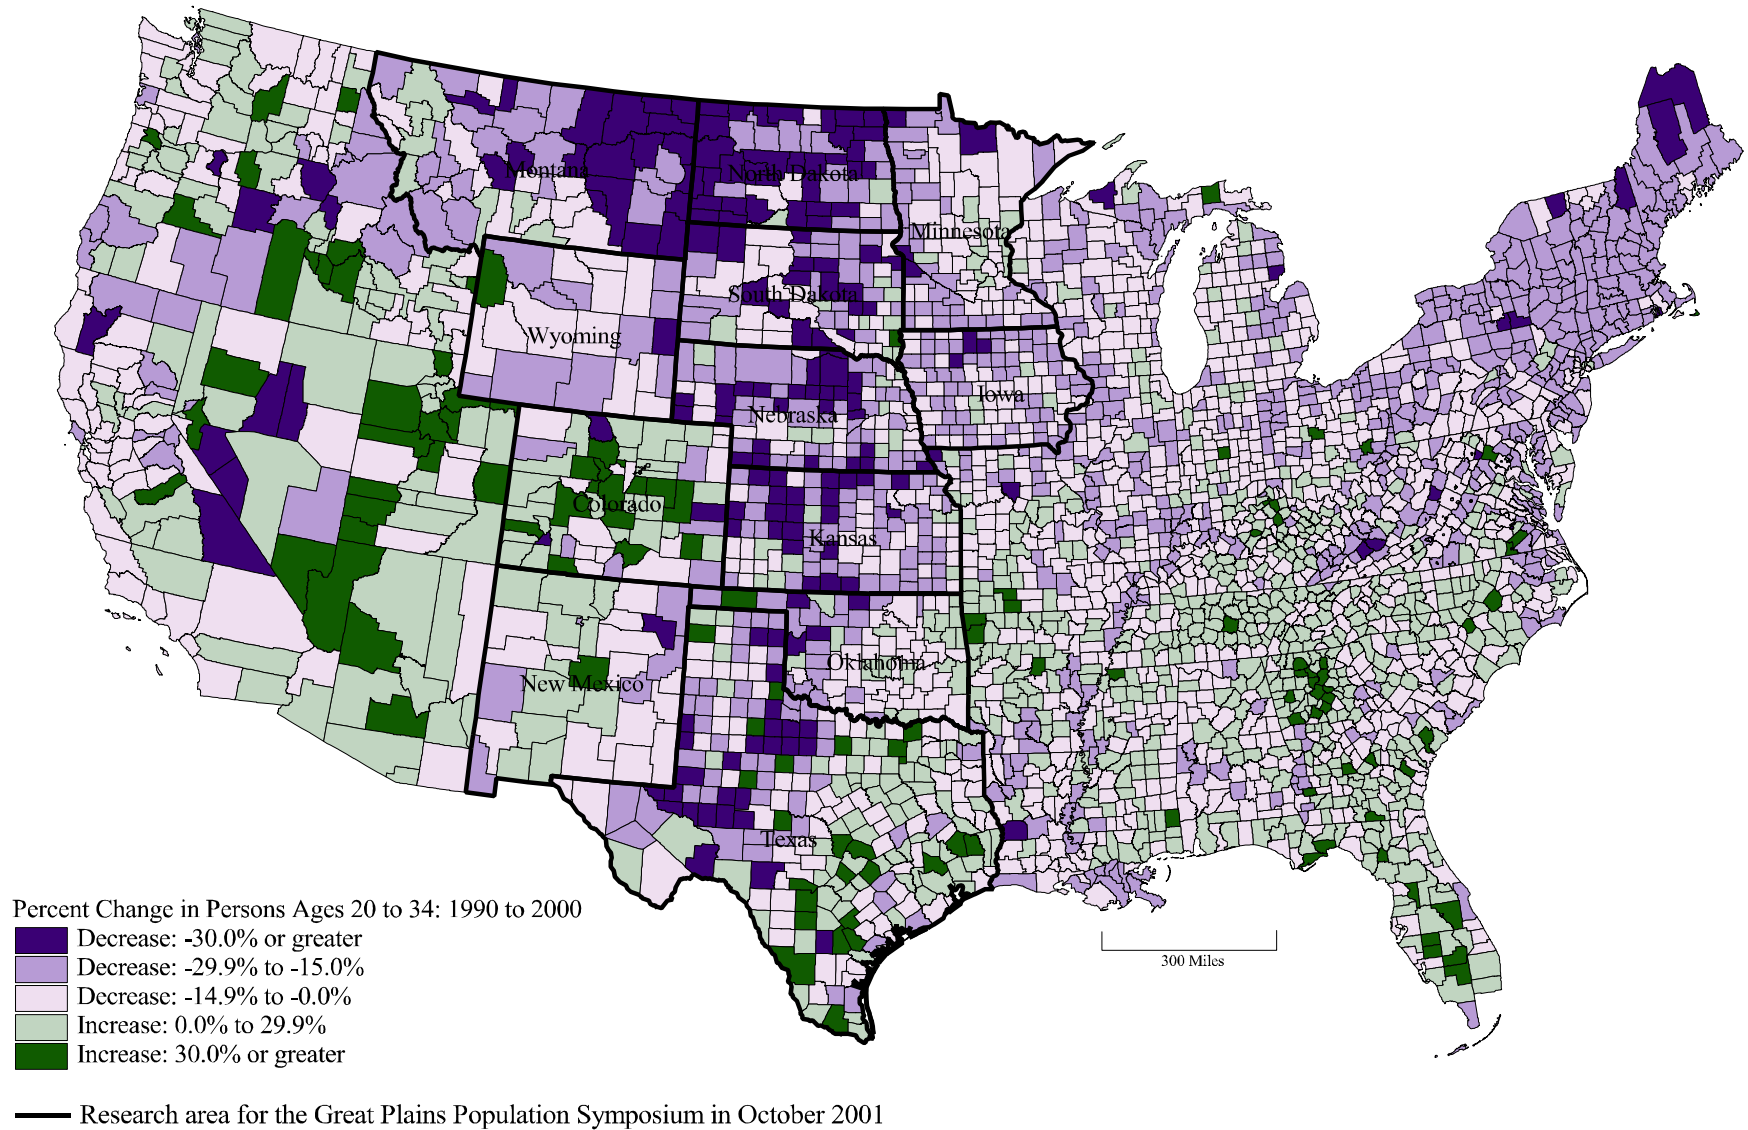 Montana
North Dakota
Minnesota
South Dakota
Wyoming
Iowa
Nebraska
Colorado
Kansas
Oklahoma
New Mexico
Texas
Percent Change in Persons Ages 20 to 34: 1990 to 2000
Decrease: -30.0% or greater
Decrease: -29.9% to -15.0%
Decrease: -14.9% to -0.0%
Increase: 0.0% to 29.9%
Increase: 30.0% or greater
300 Miles
Research area for the Great Plains Population Symposium in October 2001